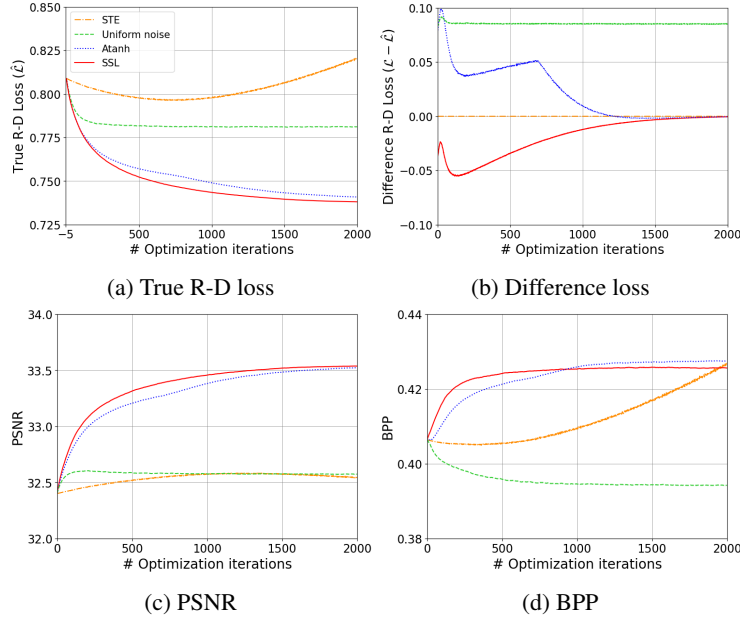 0.850
0.825
0.800
0.775
0.750
0.725
True R-D Loss (ℒ̂)
STE
Uniform noise
Atanh
SSL
−5
500
1000
1500
2000
# Optimization iterations
(a) True R-D loss
0.10
0.05
0.00
−0.05
−0.10
Difference R-D Loss (ℒ − ℒ̂)
0
500
1000
1500
2000
# Optimization iterations
(b) Difference loss
34.0
33.5
33.0
32.5
32.0
PSNR
0
500
1000
1500
2000
# Optimization iterations
(c) PSNR
0.44
0.42
0.40
0.38
BPP
0
500
1000
1500
2000
# Optimization iterations
(d) BPP